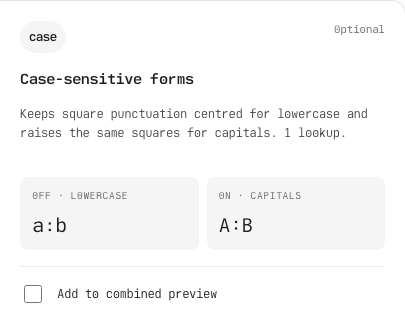 case
Optional
Case-sensitive forms
Keeps square punctuation centred for lowercase and
raises the same squares for capitals. 1 lookup.
OFF · LOWERCASE
ON · CAPITALS
a:b
A:B
Add to combined preview